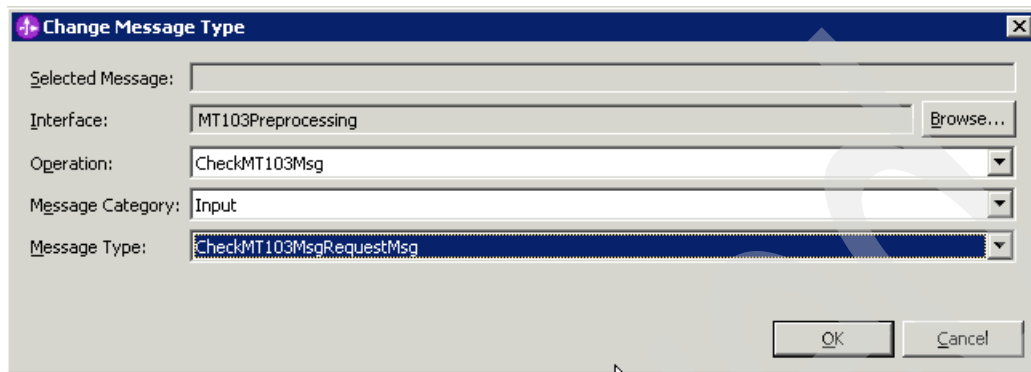 Change Message Type
Selected Message:
Interface: MT103Preprocessing Browse...
Operation: CheckMT103Msg
Message Category: Input
Message Type: CheckMT103MsgRequestMsg
OK Cancel